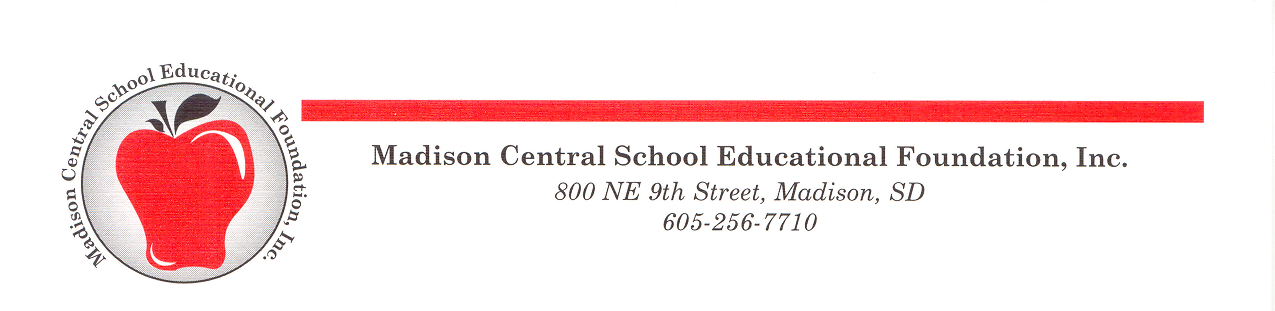 Madison Central School Educational Foundation, Inc.
Madison Central School Educational Foundation, Inc.
800 NE 9th Street, Madison, SD
605-256-7710